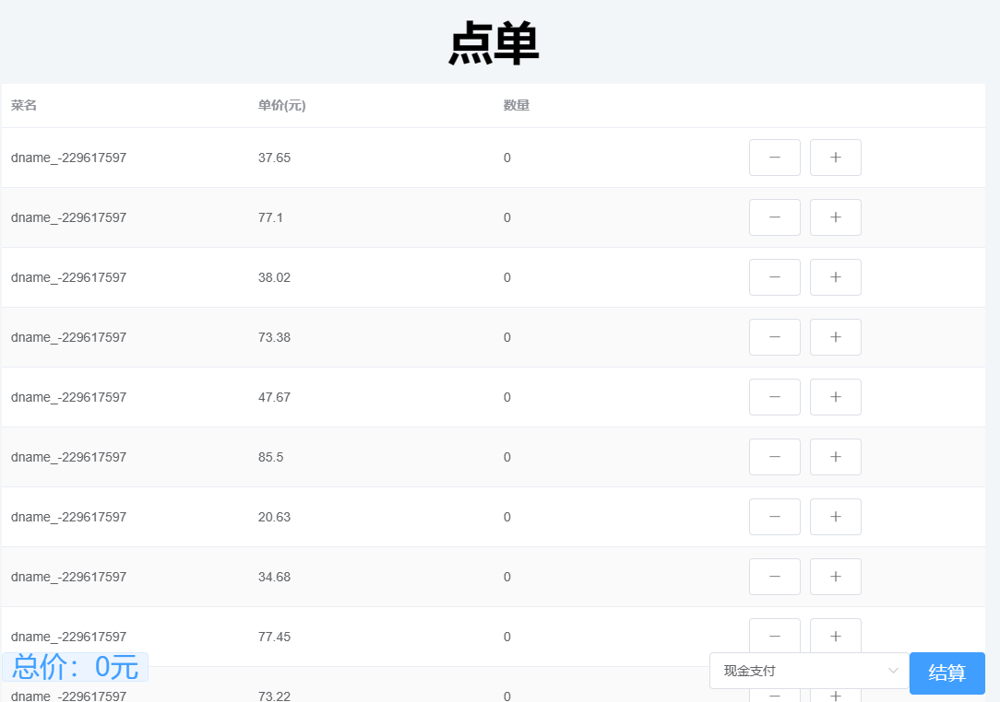 点单
菜名 单价(元) 数量
dname_-229617597 37.65 0
dname_-229617597 77.1 0
dname_-229617597 38.02 0
dname_-229617597 73.38 0
dname_-229617597 47.67 0
dname_-229617597 85.5 0
dname_-229617597 20.63 0
dname_-229617597 34.68 0
dname_-229617597 77.45 0
总价：0元 现金支付 结算
dname_-229617597 73.22 0